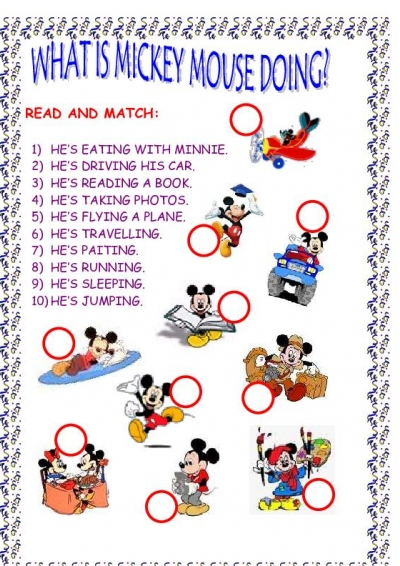 WHAT IS MICKEY MOUSE DOING?
READ AND MATCH:
1) HE'S EATING WITH MINNIE.
2) HE'S DRIVING HIS CAR.
3) HE'S READING A BOOK.
4) HE'S TAKING PHOTOS.
5) HE'S FLYING A PLANE.
6) HE'S TRAVELLING.
7) HE'S PAITING.
8) HE'S RUNNING.
9) HE'S SLEEPING.
10) HE'S JUMPING.